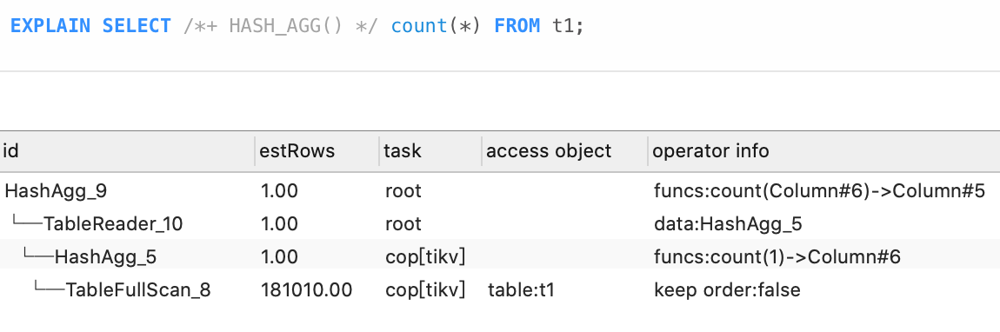 EXPLAIN SELECT /*+ HASH_AGG() */ count(*) FROM t1;
id estRows task access object operator info
HashAgg_9 1.00 root funcs:count(Column#6)->Column#5
└──TableReader_10 1.00 root data:HashAgg_5
└──HashAgg_5 1.00 cop[tikv] funcs:count(1)->Column#6
└──TableFullScan_8 181010.00 cop[tikv] table:t1 keep order:false